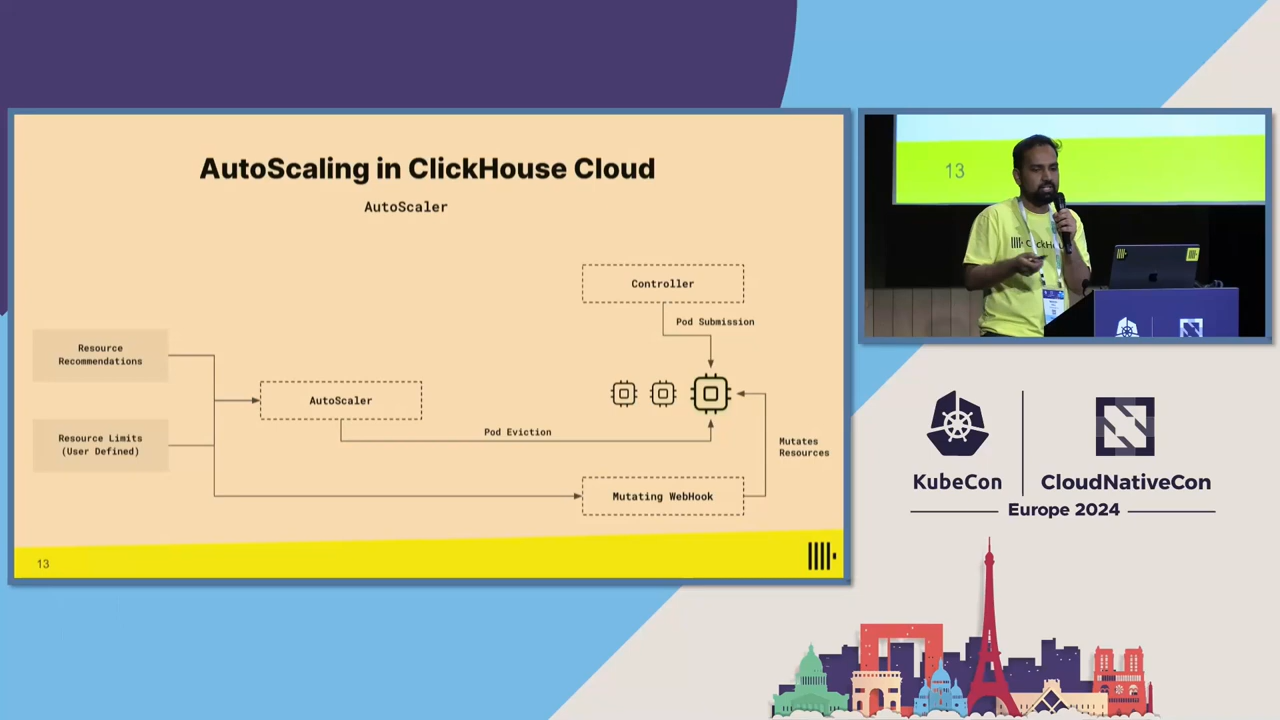 AutoScaling in ClickHouse Cloud
AutoScaler
Controller
Pod Submission
Resource
Recommendations
AutoScaler
Pod Eviction
Resource Limits
(User Defined)
Mutates
Resources
Mutating WebHook
13
13
KubeCon
CloudNativeCon
Europe 2024